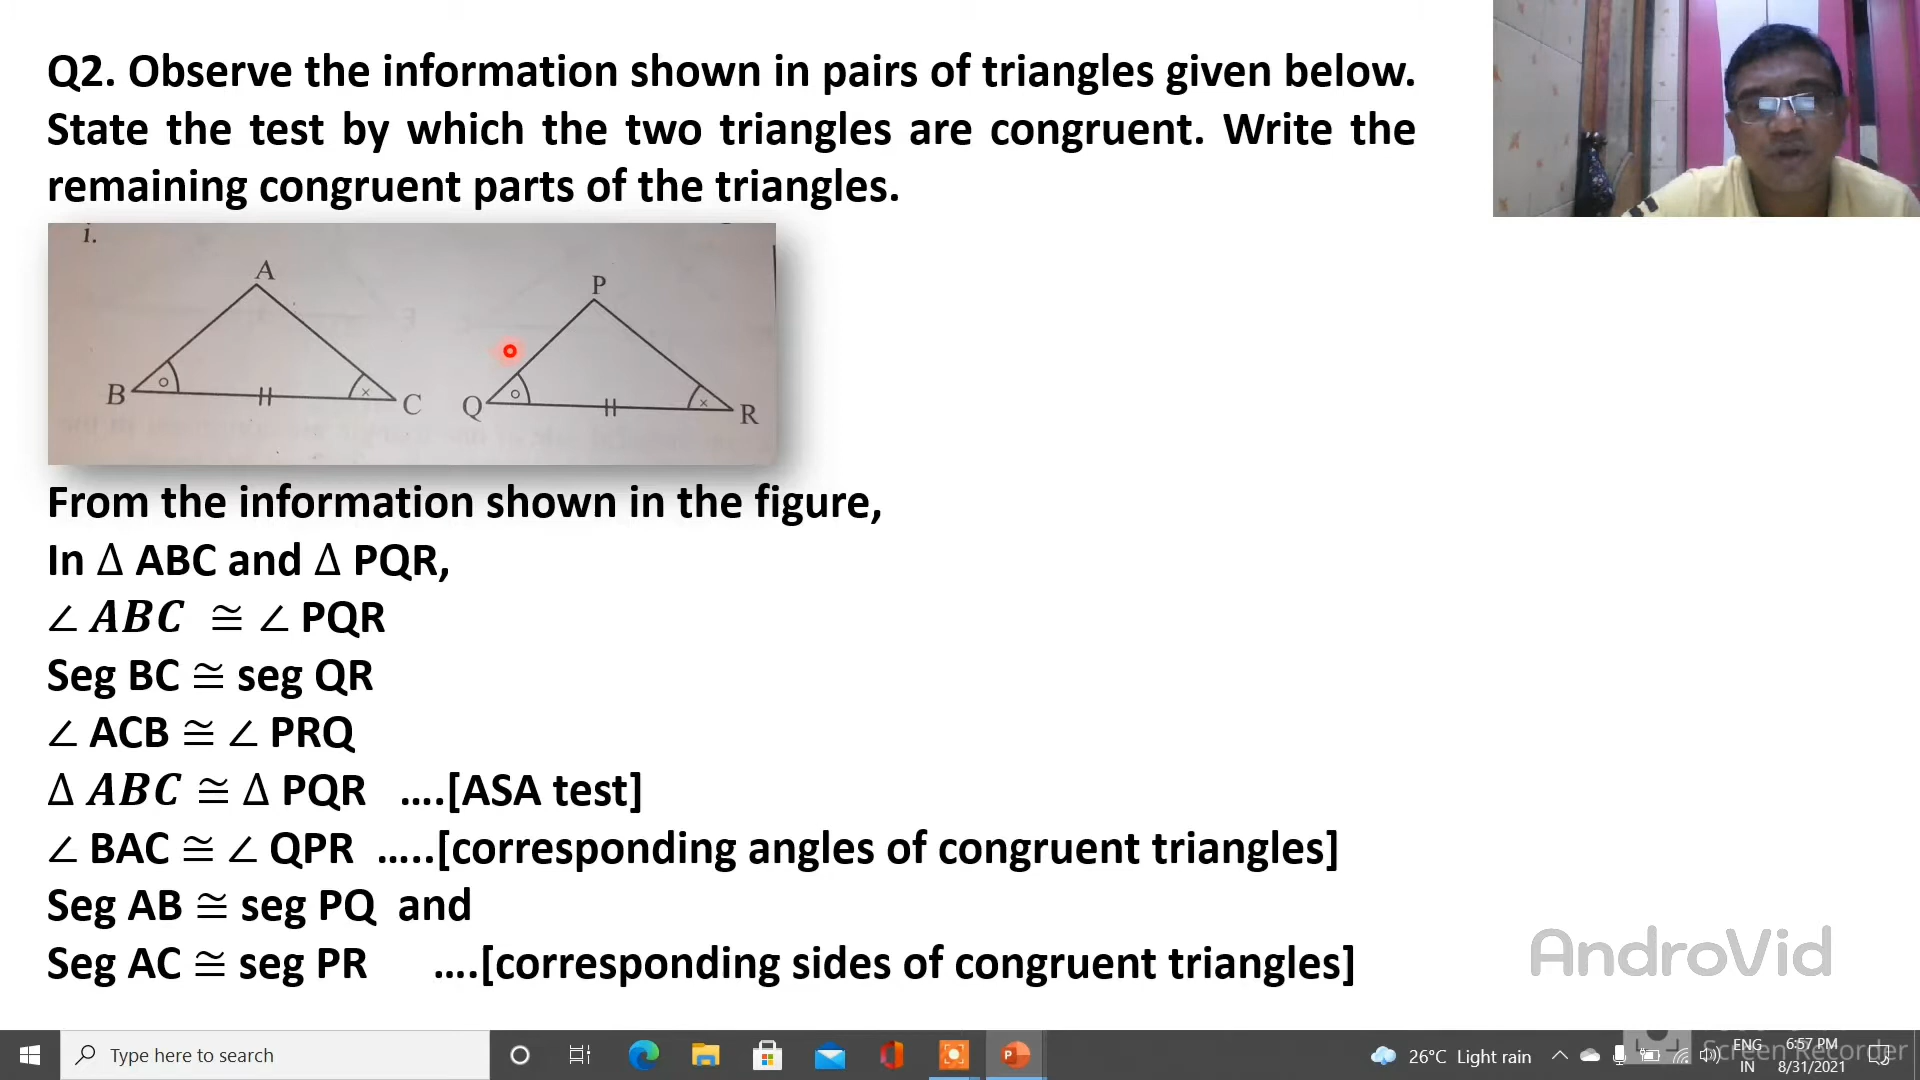 Q2. Observe the information shown in pairs of triangles given below.
State the test by which the two triangles are congruent. Write the
remaining congruent parts of the triangles.
i.
A
P
B
C
Q
R
From the information shown in the figure,
In Δ ABC and Δ PQR,
∠ ABC ≅ ∠ PQR
Seg BC ≅ seg QR
∠ ACB ≅ ∠ PRQ
Δ ABC ≅ Δ PQR ....[ASA test]
∠ BAC ≅ ∠ QPR .....[corresponding angles of congruent triangles]
Seg AB ≅ seg PQ and
Seg AC ≅ seg PR ....[corresponding sides of congruent triangles]
AndroVid
Type here to search
26°C Light rain
ENG
IN
6:57 PM
8/31/2021
Screen Recorder